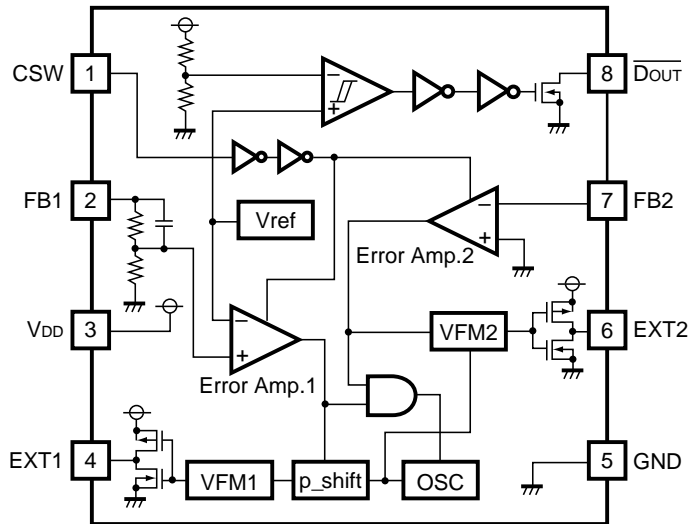 CSW 1
8 DOUT
FB1 2
7 FB2
Vref
Error Amp.2
− +
− +
− +
VDD 3
VFM2
6 EXT2
Error Amp.1
EXT1 4
VFM1
p_shift
OSC
5 GND